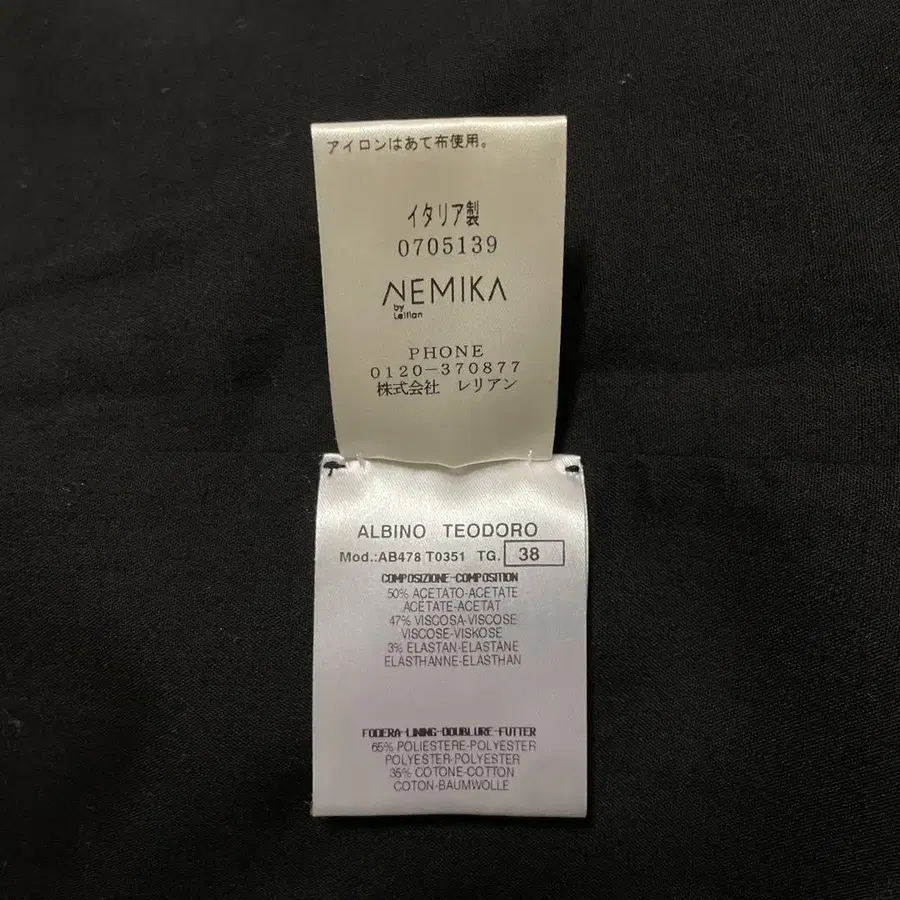 アイロンはあて布使用。
イタリア製
0705139
NEMIKA
by
Leilian
PHONE
0120-370877
株式会社 レリアン
ALBINO TEODORO
Mod.:AB478 T0351 TG. 38
COMPOSIZIONE-COMPOSITION
50% ACETATO-ACETATE
ACETATE-ACETAT
47% VISCOSA-VISCOSE
VISCOSE-VISKOSE
3% ELASTAN-ELASTANE
ELASTHANNE-ELASTHAN
FODERA-LINING-DOUBLURE-FUTTER
65% POLIESTERE-POLYESTER
POLYESTER-POLYESTER
35% COTONE-COTTON
COTON-BAUMWOLLE